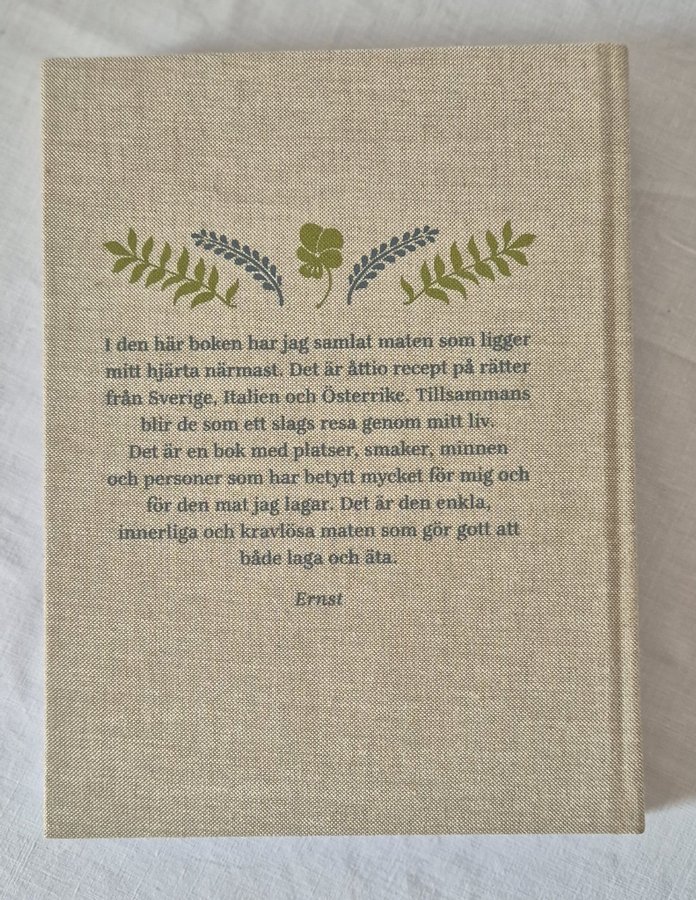 I den här boken har jag samlat maten som ligger
mitt hjärta närmast. Det är åttio recept på rätter
från Sverige, Italien och Österrike. Tillsammans
blir de som ett slags resa genom mitt liv.
Det är en bok med platser, smaker, minnen
och personer som har betytt mycket för mig och
för den mat jag lagar. Det är den enkla,
innerliga och kravlösa maten som gör gott att
både laga och äta.
Ernst